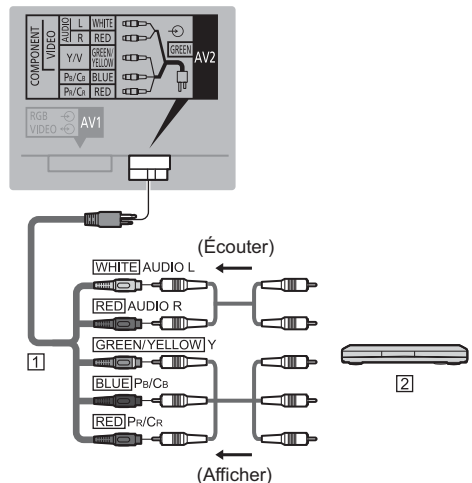 COMPONENT
VIDEO
AUDIO
L WHITE
R RED
Y/V GREEN/YELLOW
PB/CB BLUE
PR/CR RED
GREEN
AV2
RGB
VIDEO
AV1
(Écouter)
WHITE AUDIO L
RED AUDIO R
GREEN/YELLOW Y
BLUE PB/CB
RED PR/CR
1
2
(Afficher)